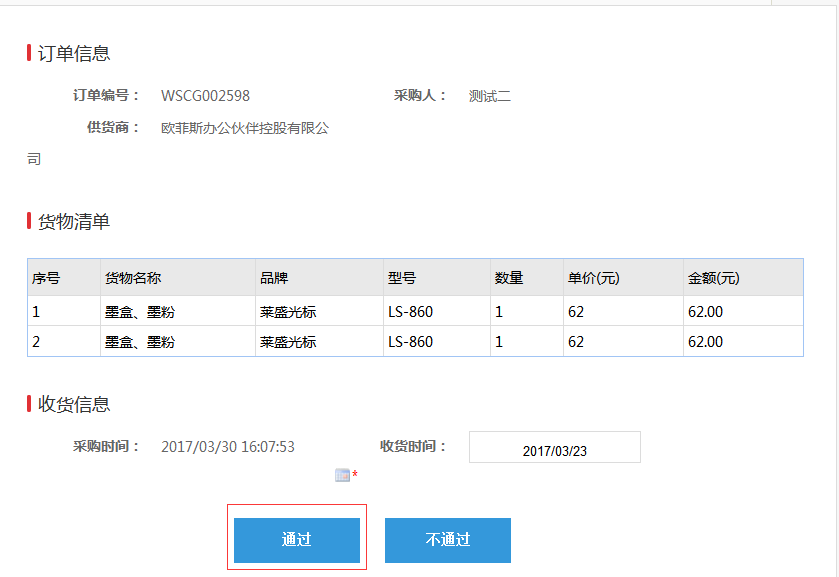 订单信息
订单编号： WSCG002598 采购人： 测试二
供货商： 欧菲斯办公伙伴控股有限公
司
货物清单
序号 货物名称 品牌 型号 数量 单价(元) 金额(元)
1 墨盒、墨粉 莱盛光标 LS-860 1 62 62.00
2 墨盒、墨粉 莱盛光标 LS-860 1 62 62.00
收货信息
采购时间： 2017/03/30 16:07:53 收货时间： 2017/03/23
*
通过 不通过